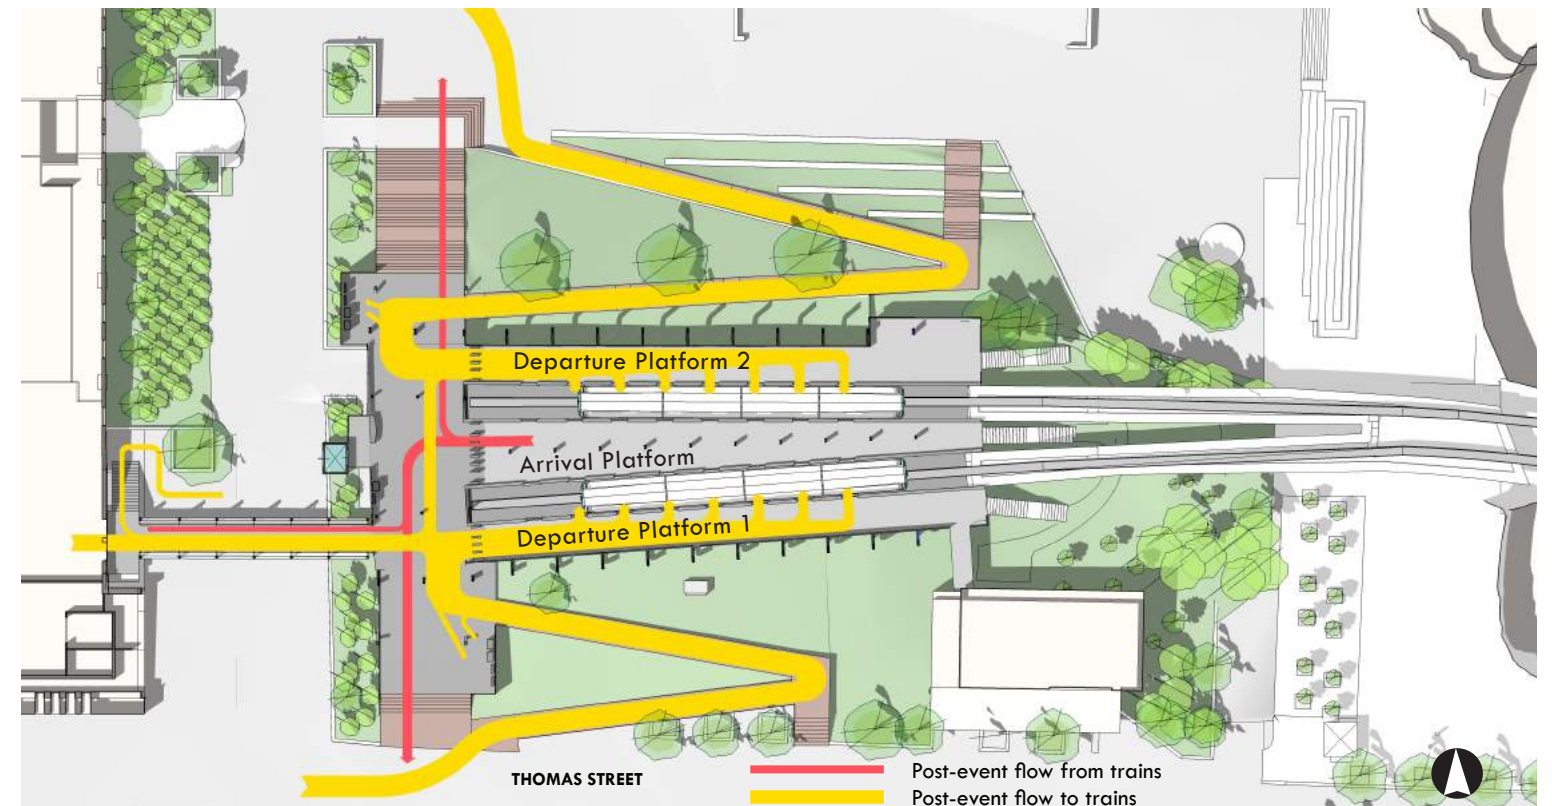 Departure Platform 2
Arrival Platform
Departure Platform 1
THOMAS STREET
Post-event flow from trains
Post-event flow to trains